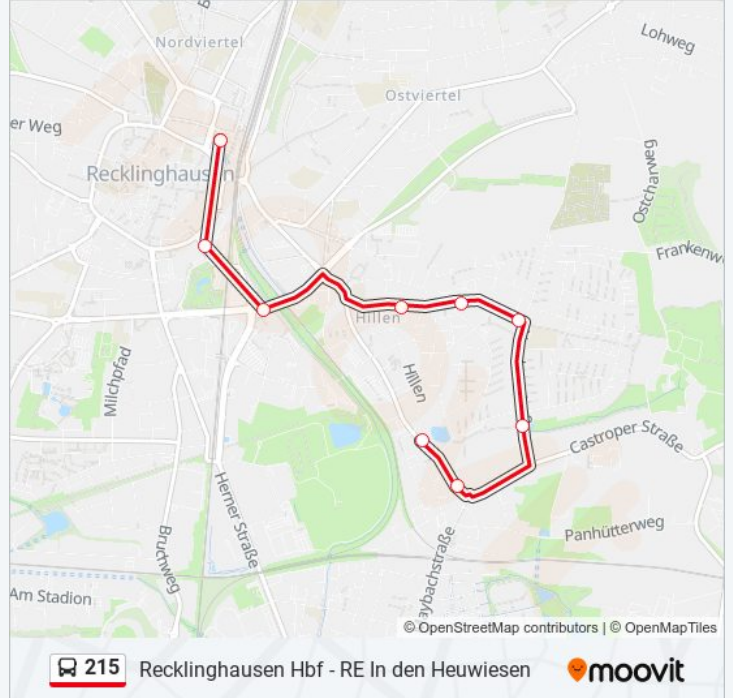 Nordviertel
Lohweg
Ostviertel
er Weg
Recklinghausen
Ostcharweg
Frankenw
Hillen
Milchpfad
Hillen
Castroper Straße
Herner Straße
Panhütterweg
Bruchweg
aybachstraße
Am Stadion
© OpenStreetMap contributors | © OpenMapTiles
215 Recklinghausen Hbf - RE In den Heuwiesen moovit